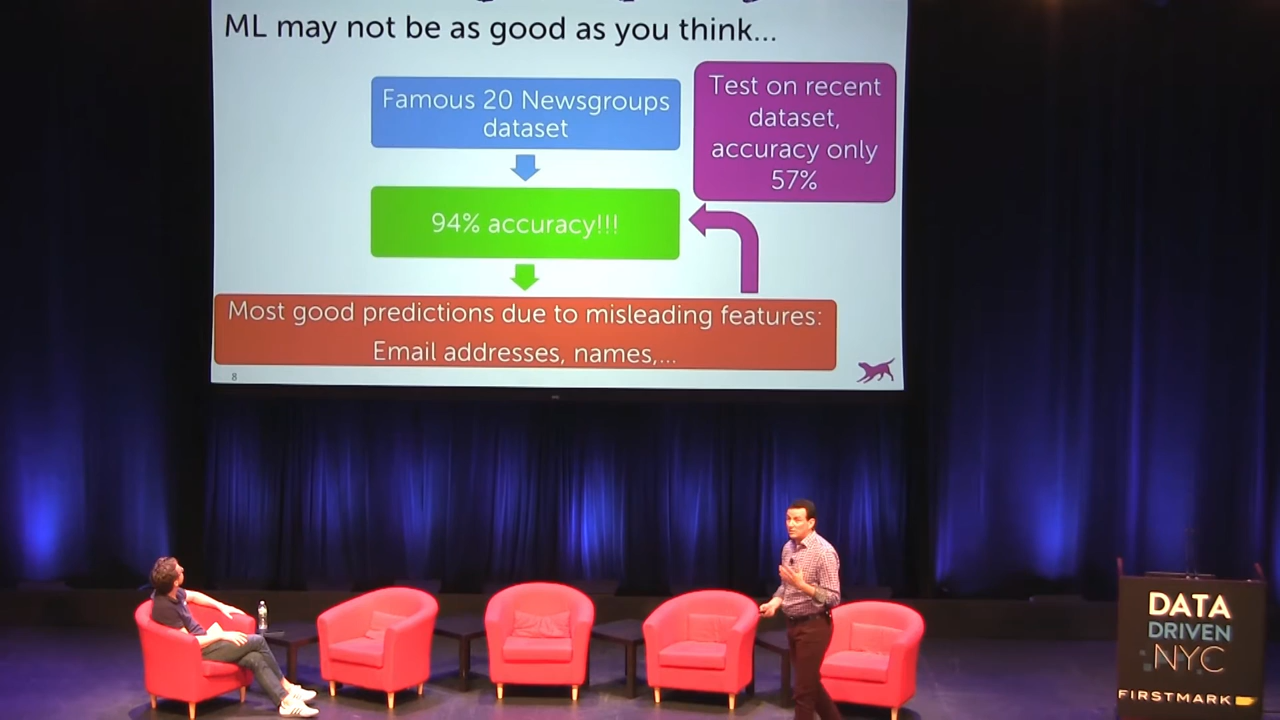 ML may not be as good as you think...
Famous 20 Newsgroups
dataset
Test on recent
dataset,
accuracy only
57%
94% accuracy!!!
Most good predictions due to misleading features:
Email addresses, names,...
8
DATA
DRIVEN
NYC
FIRSTMARK